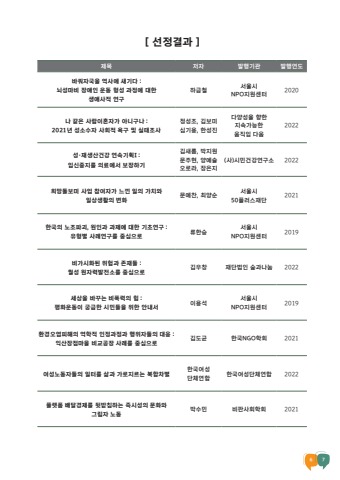 [ 선정결과 ]
제목 저자 발행기관 발행연도
바퀴자국을 역사에 새기다 :
뇌성마비 장애인 운동 형성 과정에 대한
생애사적 연구
하금철
서울시
NPO지원센터
2020
나 같은 사람이혼자가 아니구나 :
2021년 성소수자 사회적 욕구 및 실태조사
정성조, 김보미
심기용, 한성진
다양성을 향한
지속가능한
움직임 다움
2022
성·재생산건강 연속기획Ⅰ:
임신중지를 의료에서 보장하기
김새롬, 박지원
문주현, 양예슬
오로라, 장은지
(사)시민건강연구소
2022
희망돌보미 사업 참여자가 느낀 일의 가치와
일상생활의 변화
문예찬, 최양순
서울시
50플러스재단
2021
한국의 노조파괴, 원인과 과제에 대한 기초연구 :
유형별 사례연구를 중심으로
류한승
서울시
NPO지원센터
2019
비가시화된 위험과 존재들 :
월성 원자력발전소를 중심으로
김우창
재단법인 숲과나눔
2022
세상을 바꾸는 비폭력의 힘 :
평화운동이 궁금한 시민들을 위한 안내서
이용석
서울시
NPO지원센터
2019
환경오염피해의 역학적 인정과정과 행위자들의 대응 :
익산장점마을 비교공장 사례를 중심으로
김도균
한국NGO학회
2021
여성노동자들의 일터를 삶과 가로지르는 복합차별
한국여성
단체연합
한국여성단체연합
2022
플랫폼 배달경제를 뒷받침하는 즉시성의 문화와
그림자 노동
박수민
비판사회학회
2021
6 7